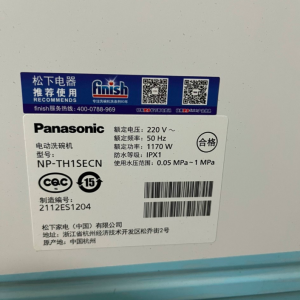 松下电器
推荐使用
RECOMMENDS
finish
finish服务热线: 400-0788-969
Panasonic
电动洗碗机
型号:
NP-TH1SECN
额定电压: 220 V～
额定频率: 50 Hz
额定功率: 1170 W
防水等级: IPX1
使用水压范围: 0.05 MPa~1 MPa
合格
CQC
15
制造编号:
2112ES1204
松下家电（中国）有限公司
地址: 浙江省杭州经济技术开发区松乔街2号
原产地: 中国杭州